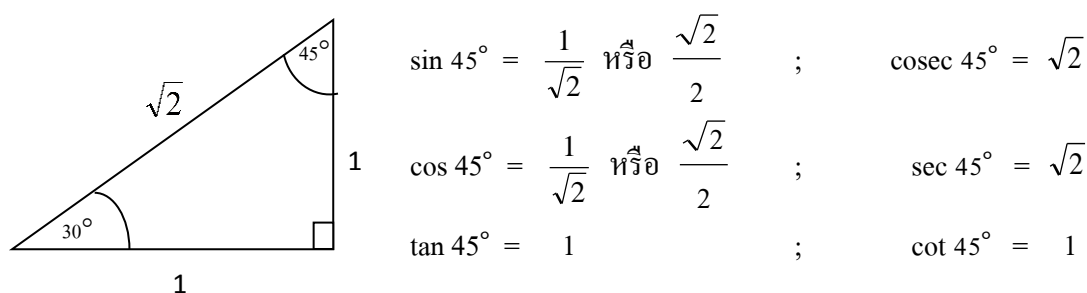 45°
√2
1
30°
1
sin 45° = 1/√2 หรือ √2/2 ; cosec 45° = √2
cos 45° = 1/√2 หรือ √2/2 ; sec 45° = √2
tan 45° = 1 ; cot 45° = 1